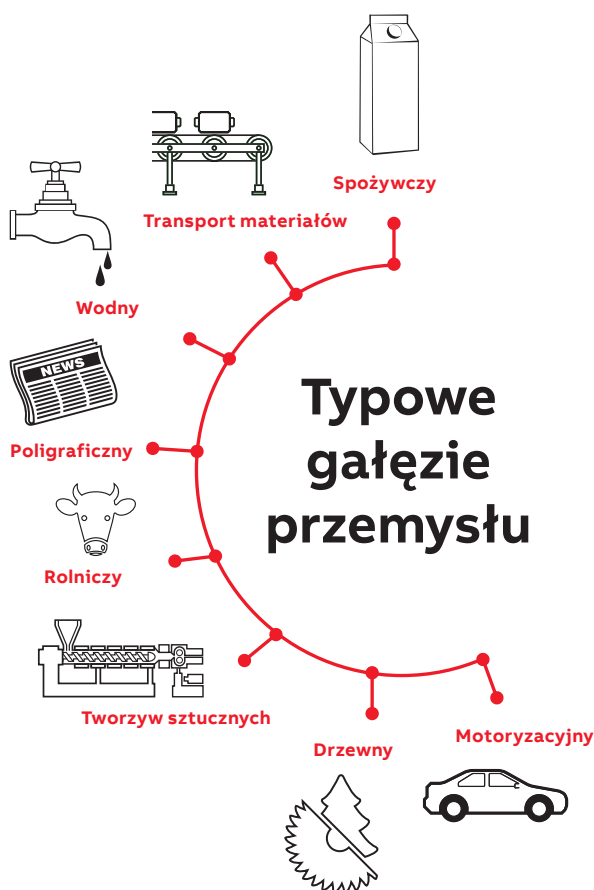 Spożywczy
Transport materiałów
Wodny
NEWS
Poligraficzny
Rolniczy
Tworzyw sztucznych
Drzewny
Motoryzacyjny
Typowe
gałęzie
przemysłu